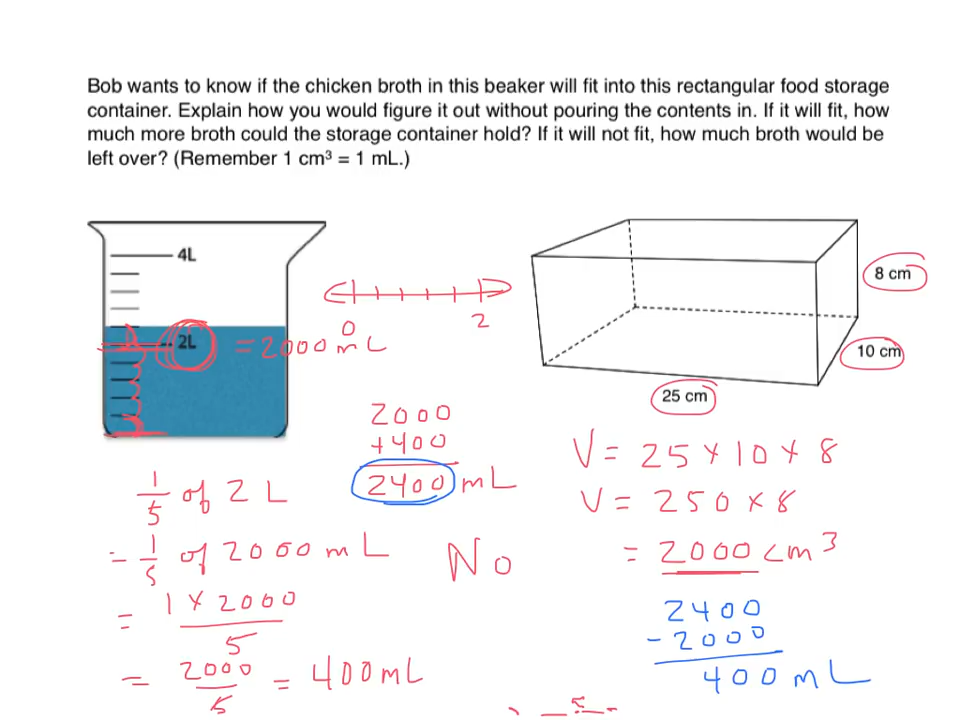 Bob wants to know if the chicken broth in this beaker will fit into this rectangular food storage
container. Explain how you would figure it out without pouring the contents in. If it will fit, how
much more broth could the storage container hold? If it will not fit, how much broth would be
left over? (Remember 1 cm³ = 1 mL.)
4L
2L = 2000 mL
0 2
8 cm
10 cm
25 cm
2000
+400
2400 mL
1/5 of 2 L
= 1/5 of 2000 mL
= 1 × 2000 / 5
= 2000/5 = 400 mL
No
V = 25 × 10 × 8
V = 250 × 8
= 2000 cm³
2400
- 2000
400 mL